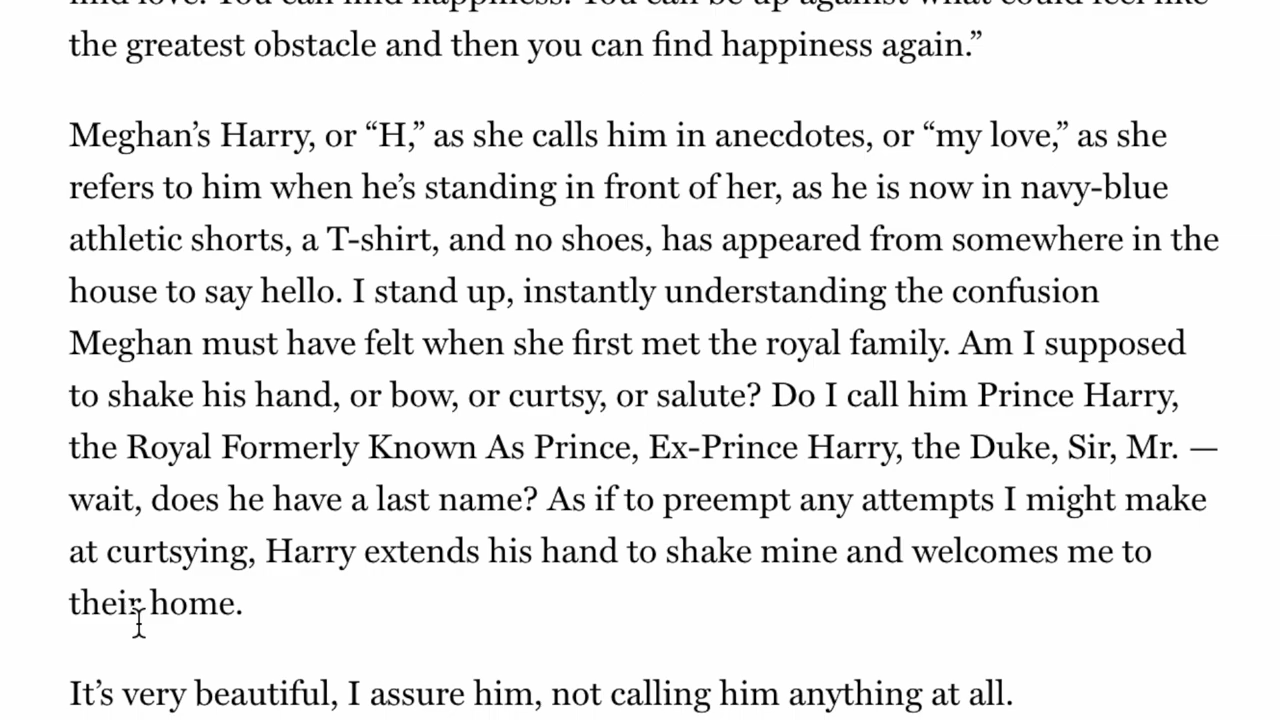 the greatest obstacle and then you can find happiness again.”
Meghan’s Harry, or “H,” as she calls him in anecdotes, or “my love,” as she
refers to him when he’s standing in front of her, as he is now in navy-blue
athletic shorts, a T-shirt, and no shoes, has appeared from somewhere in the
house to say hello. I stand up, instantly understanding the confusion
Meghan must have felt when she first met the royal family. Am I supposed
to shake his hand, or bow, or curtsy, or salute? Do I call him Prince Harry,
the Royal Formerly Known As Prince, Ex-Prince Harry, the Duke, Sir, Mr. —
wait, does he have a last name? As if to preempt any attempts I might make
at curtsying, Harry extends his hand to shake mine and welcomes me to
their home.
It’s very beautiful, I assure him, not calling him anything at all.